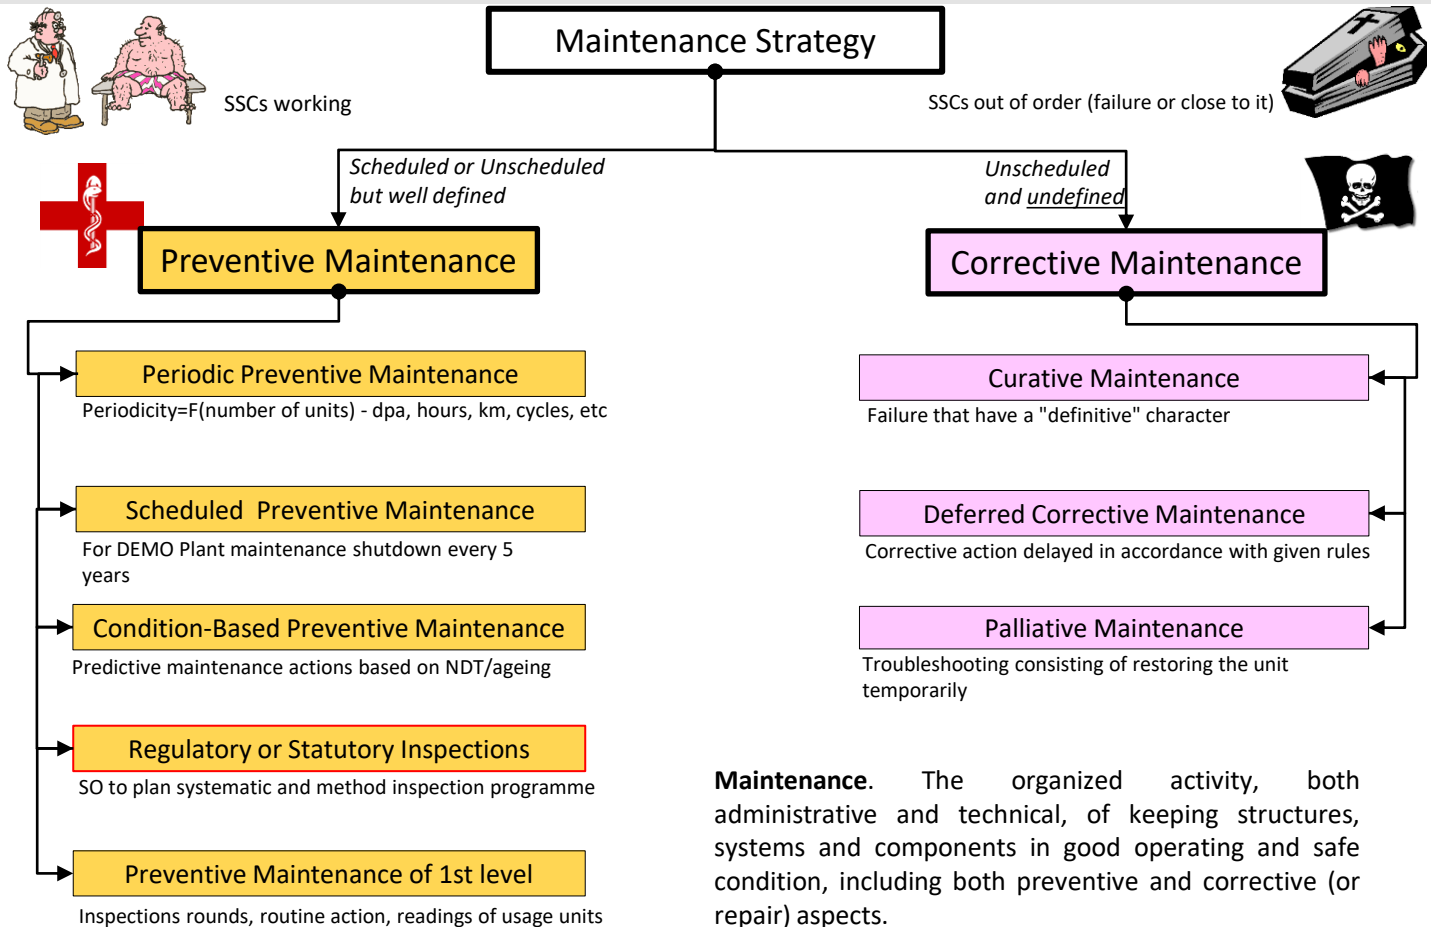 Maintenance Strategy
SSCs working
SSCs out of order (failure or close to it)
Scheduled or Unscheduled
but well defined
Unscheduled
and undefined
Preventive Maintenance
Corrective Maintenance
Periodic Preventive Maintenance
Periodicity=F(number of units) - dpa, hours, km, cycles, etc
Scheduled  Preventive Maintenance
For DEMO Plant maintenance shutdown every 5
years
Condition-Based Preventive Maintenance
Predictive maintenance actions based on NDT/ageing
Regulatory or Statutory Inspections
SO to plan systematic and method inspection programme
Preventive Maintenance of 1st level
Inspections rounds, routine action, readings of usage units
Curative Maintenance
Failure that have a "definitive" character
Deferred Corrective Maintenance
Corrective action delayed in accordance with given rules
Palliative Maintenance
Troubleshooting consisting of restoring the unit
temporarily
Maintenance. The organized activity, both
administrative and technical, of keeping structures,
systems and components in good operating and safe
condition, including both preventive and corrective (or
repair) aspects.